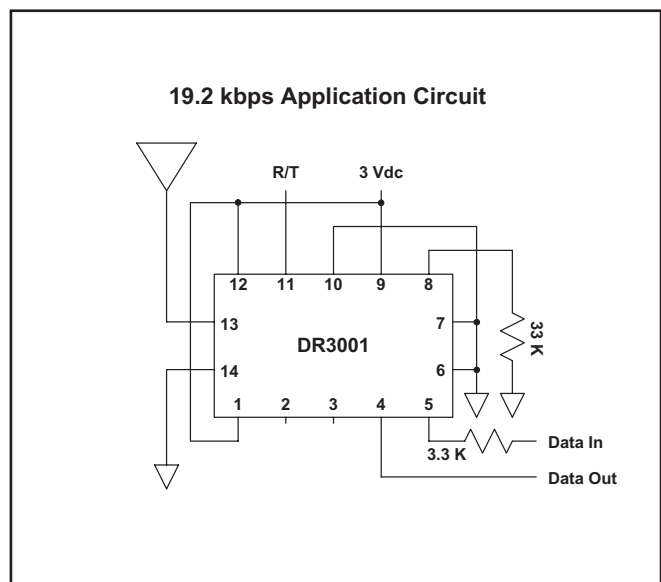 19.2 kbps Application Circuit
R/T 3 Vdc
12 11 10 9 8
13 7 33 K
DR3001
14 6
1 2 3 4 5
3.3 K Data In
Data Out